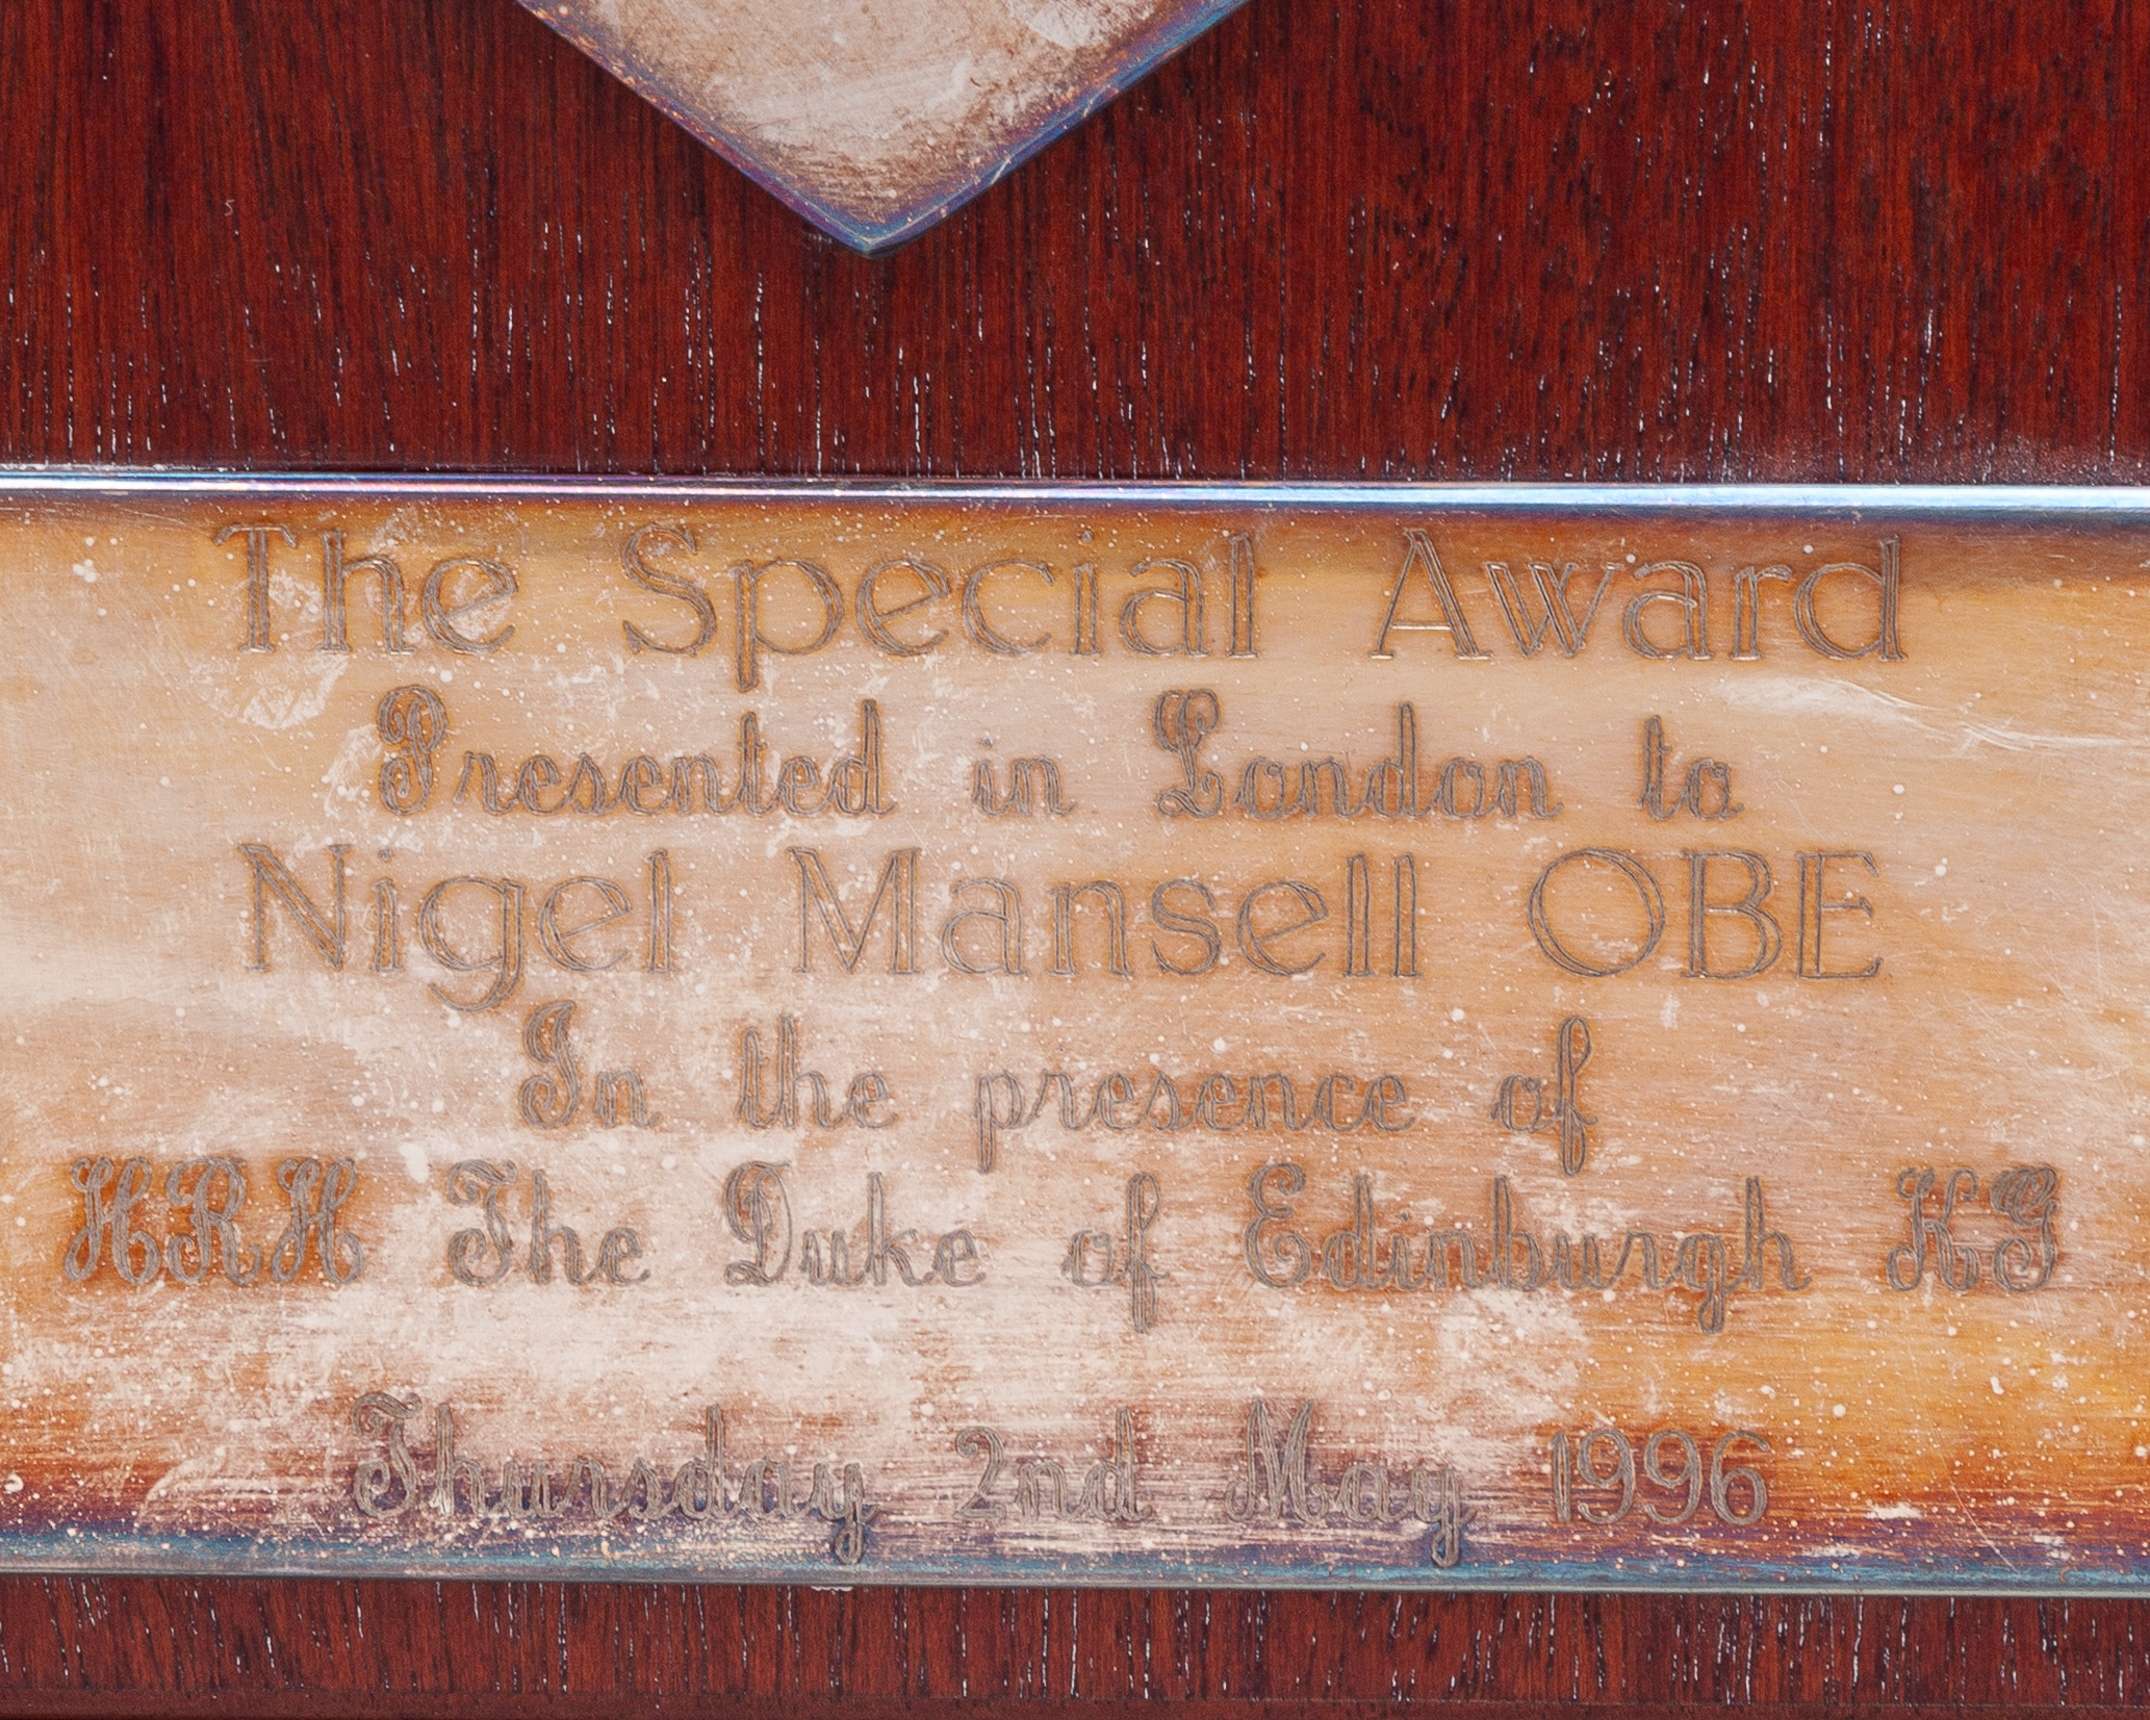 The Special Award
Presented in London to
Nigel Mansell OBE
In the presence of
HRH The Duke of Edinburgh KG
Thursday 2nd May 1996